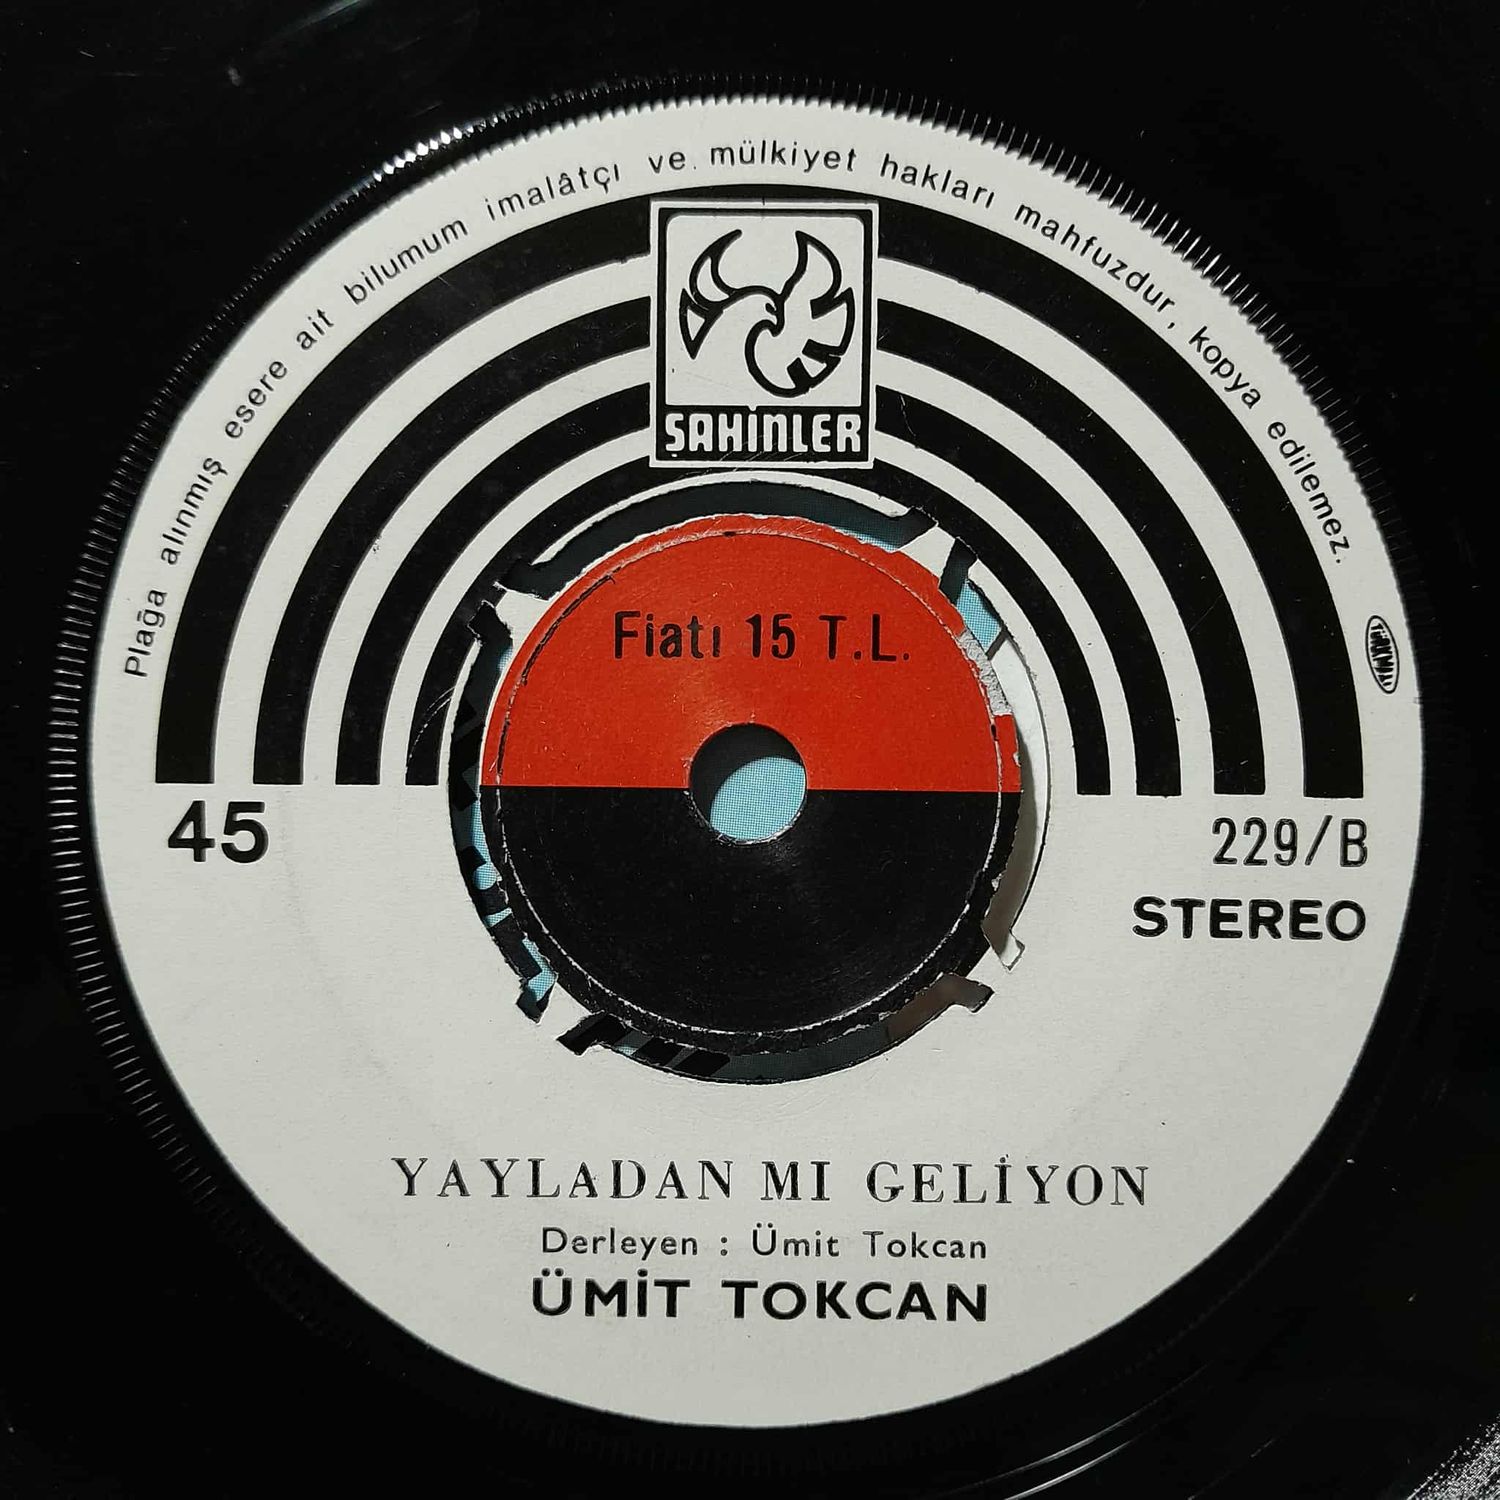 Plağa alınmış esere ait bilumum imalâtçı ve mülkiyet hakları mahfuzdur, kopya edilemez.
ŞAHİNLER
Fiatı 15 T.L.
TÜRKMALI
45
229/B
STEREO
YAYLADAN MI GELİYON
Derleyen : Ümit Tokcan
ÜMİT TOKCAN